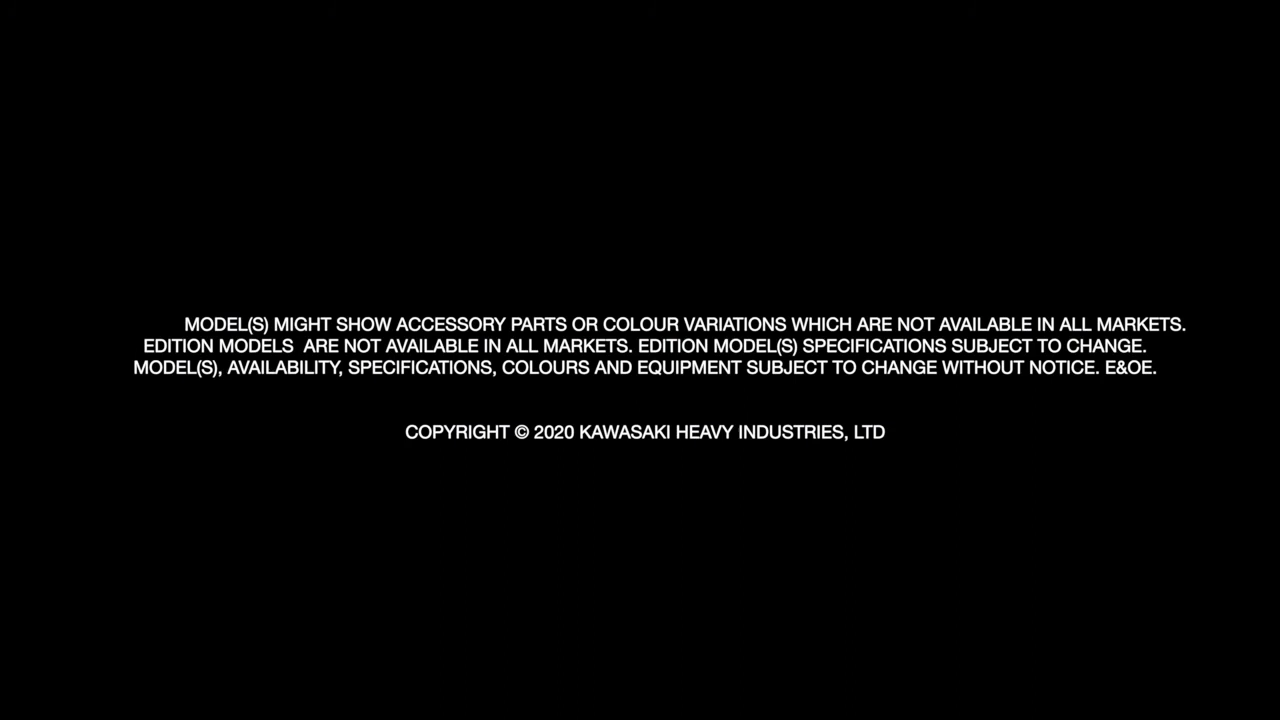 MODEL(S) MIGHT SHOW ACCESSORY PARTS OR COLOUR VARIATIONS WHICH ARE NOT AVAILABLE IN ALL MARKETS.
EDITION MODELS  ARE NOT AVAILABLE IN ALL MARKETS. EDITION MODEL(S) SPECIFICATIONS SUBJECT TO CHANGE.
MODEL(S), AVAILABILITY, SPECIFICATIONS, COLOURS AND EQUIPMENT SUBJECT TO CHANGE WITHOUT NOTICE. E&OE.
COPYRIGHT © 2020 KAWASAKI HEAVY INDUSTRIES, LTD